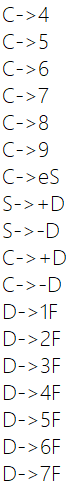 C->4
C->5
C->6
C->7
C->8
C->9
C->eS
S->+D
S->-D
C->+D
C->-D
D->1F
D->2F
D->3F
D->4F
D->5F
D->6F
D->7F